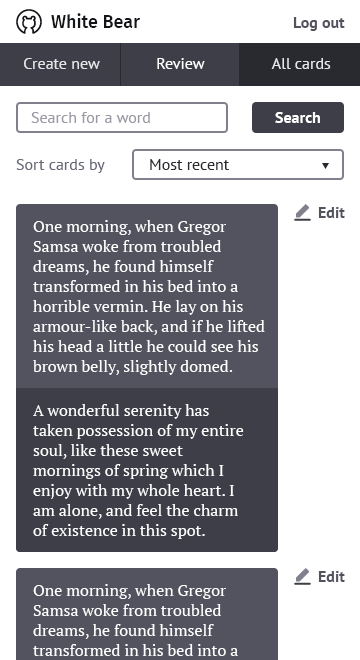 White Bear
Log out
Create new
Review
All cards
Search for a word
Search
Sort cards by
Most recent
Edit
One morning, when Gregor
Samsa woke from troubled
dreams, he found himself
transformed in his bed into a
horrible vermin. He lay on his
armour-like back, and if he lifted
his head a little he could see his
brown belly, slightly domed.
A wonderful serenity has
taken possession of my entire
soul, like these sweet
mornings of spring which I
enjoy with my whole heart. I
am alone, and feel the charm
of existence in this spot.
Edit
One morning, when Gregor
Samsa woke from troubled
dreams, he found himself
transformed in his bed into a